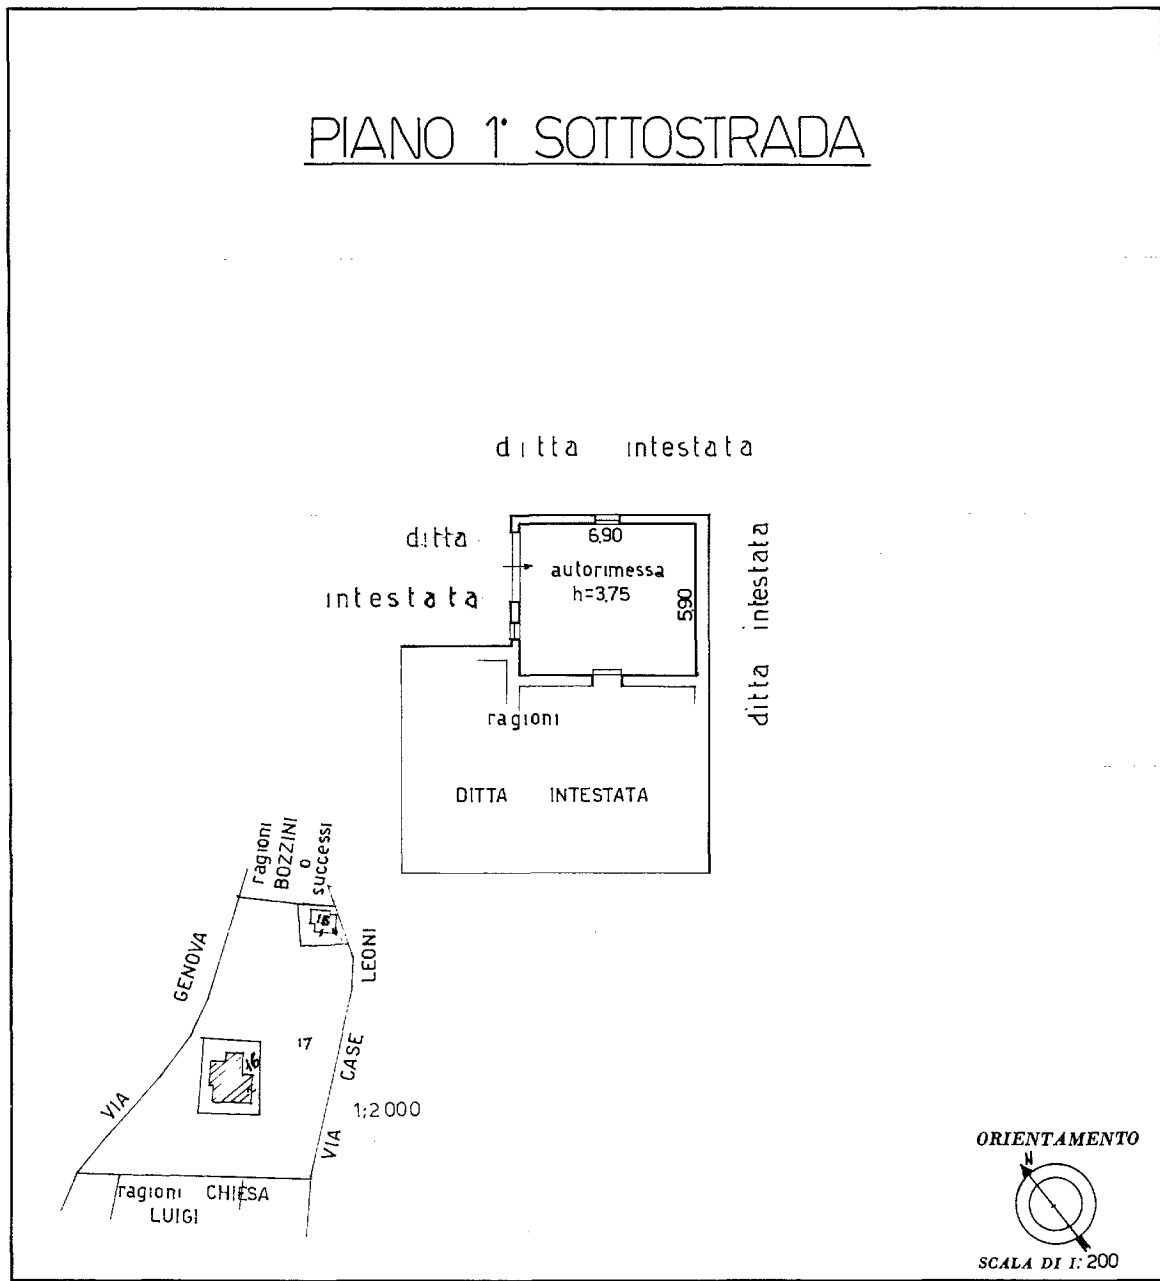 PIANO 1° SOTTOSTRADA
ditta intestata
ditta
intestata
6,90
autorimessa
h=3,75
5,90
ditta intestata
ragioni
DITTA INTESTATA
ragioni
BOZZINI
o
successi
18
VIA GENOVA
VIA CASE LEONI
17
16
1:2000
ragioni CHIESA
LUIGI
ORIENTAMENTO
N
SCALA DI 1: 200